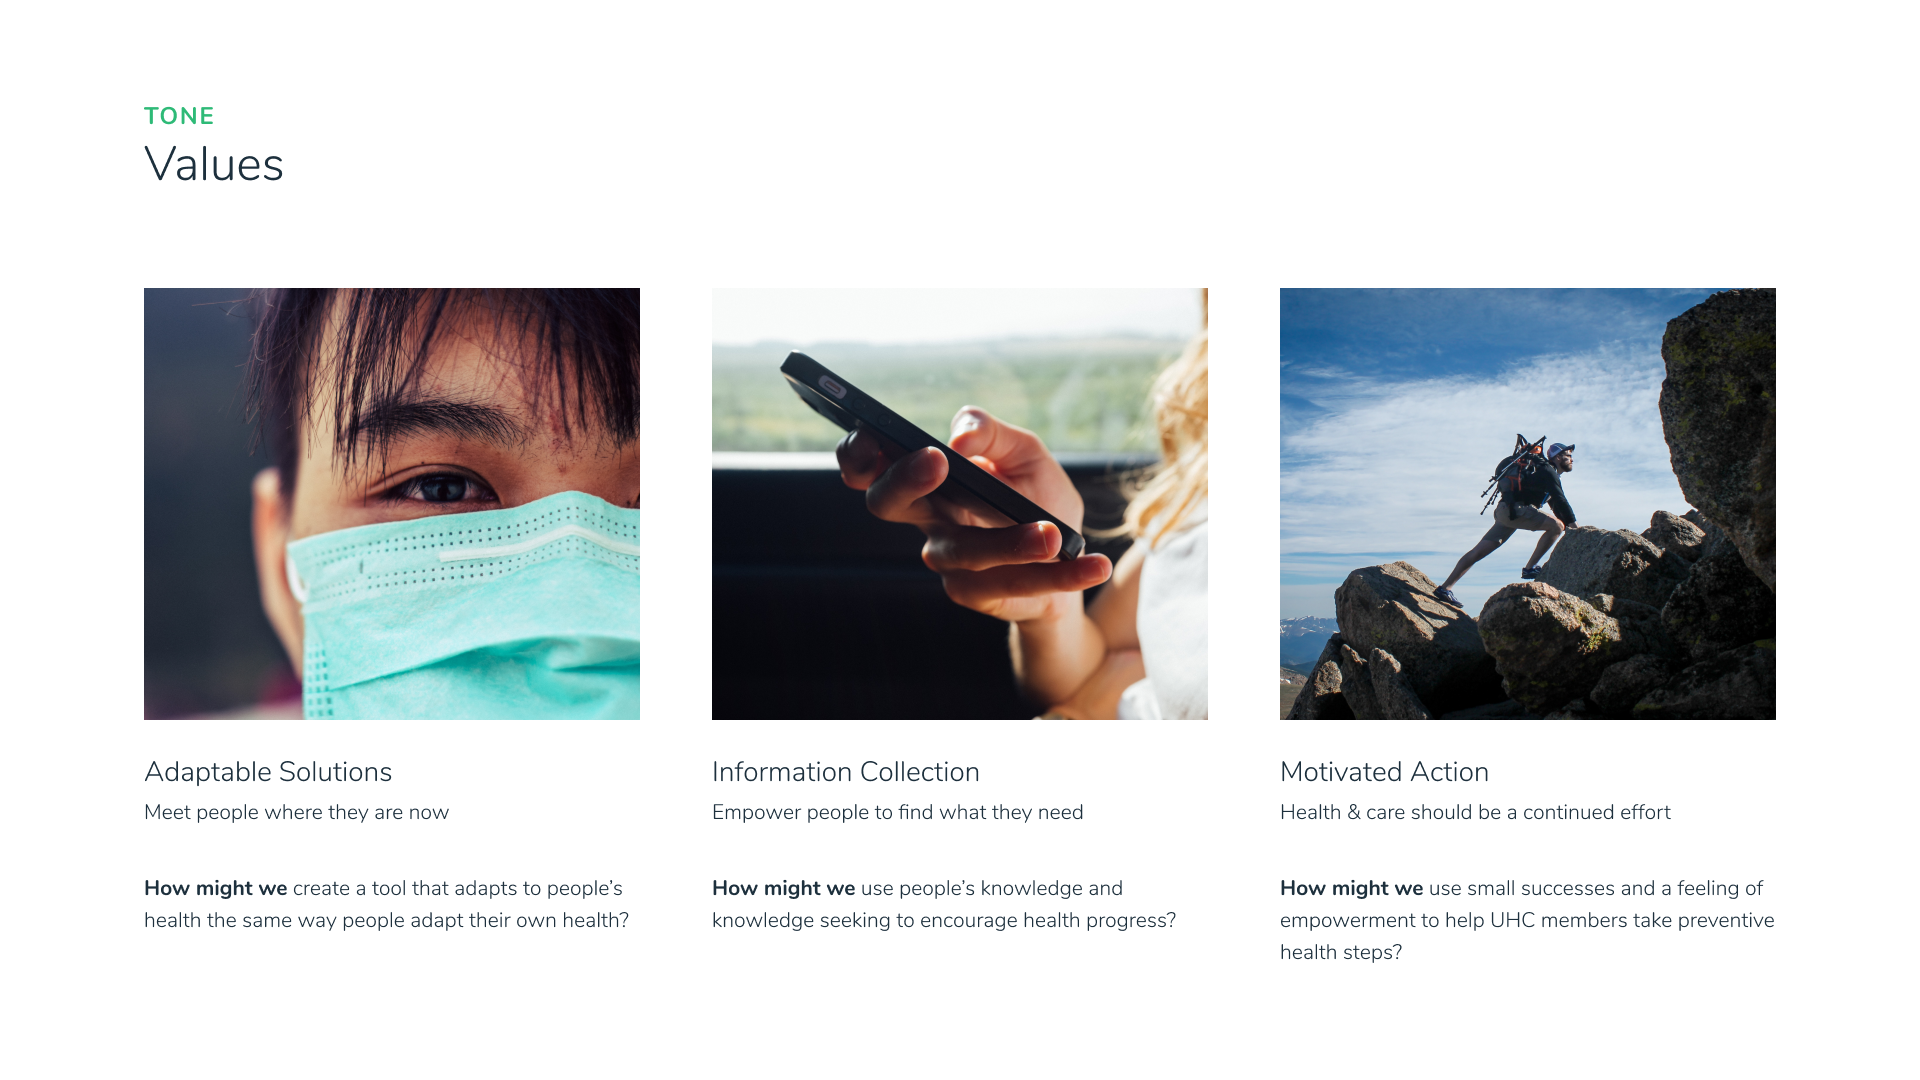 TONE
Values
Adaptable Solutions
Meet people where they are now
How might we create a tool that adapts to people’s
health the same way people adapt their own health?
Information Collection
Empower people to find what they need
How might we use people’s knowledge and
knowledge seeking to encourage health progress?
Motivated Action
Health & care should be a continued effort
How might we use small successes and a feeling of
empowerment to help UHC members take preventive
health steps?